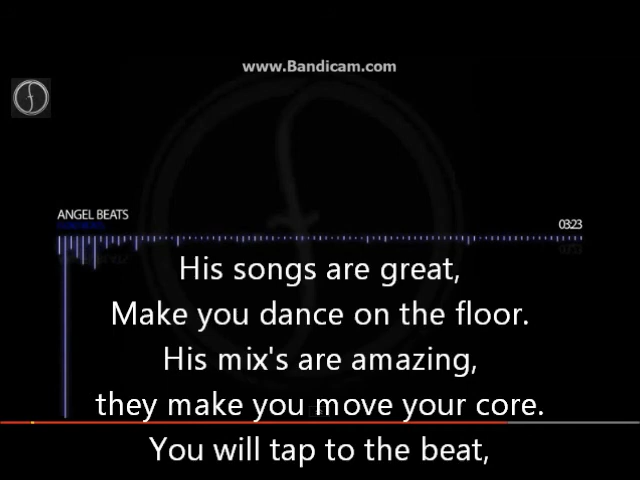 www.Bandicam.com
ANGEL BEATS
03:23
His songs are great,
Make you dance on the floor.
His mix's are amazing,
they make you move your core.
You will tap to the beat,